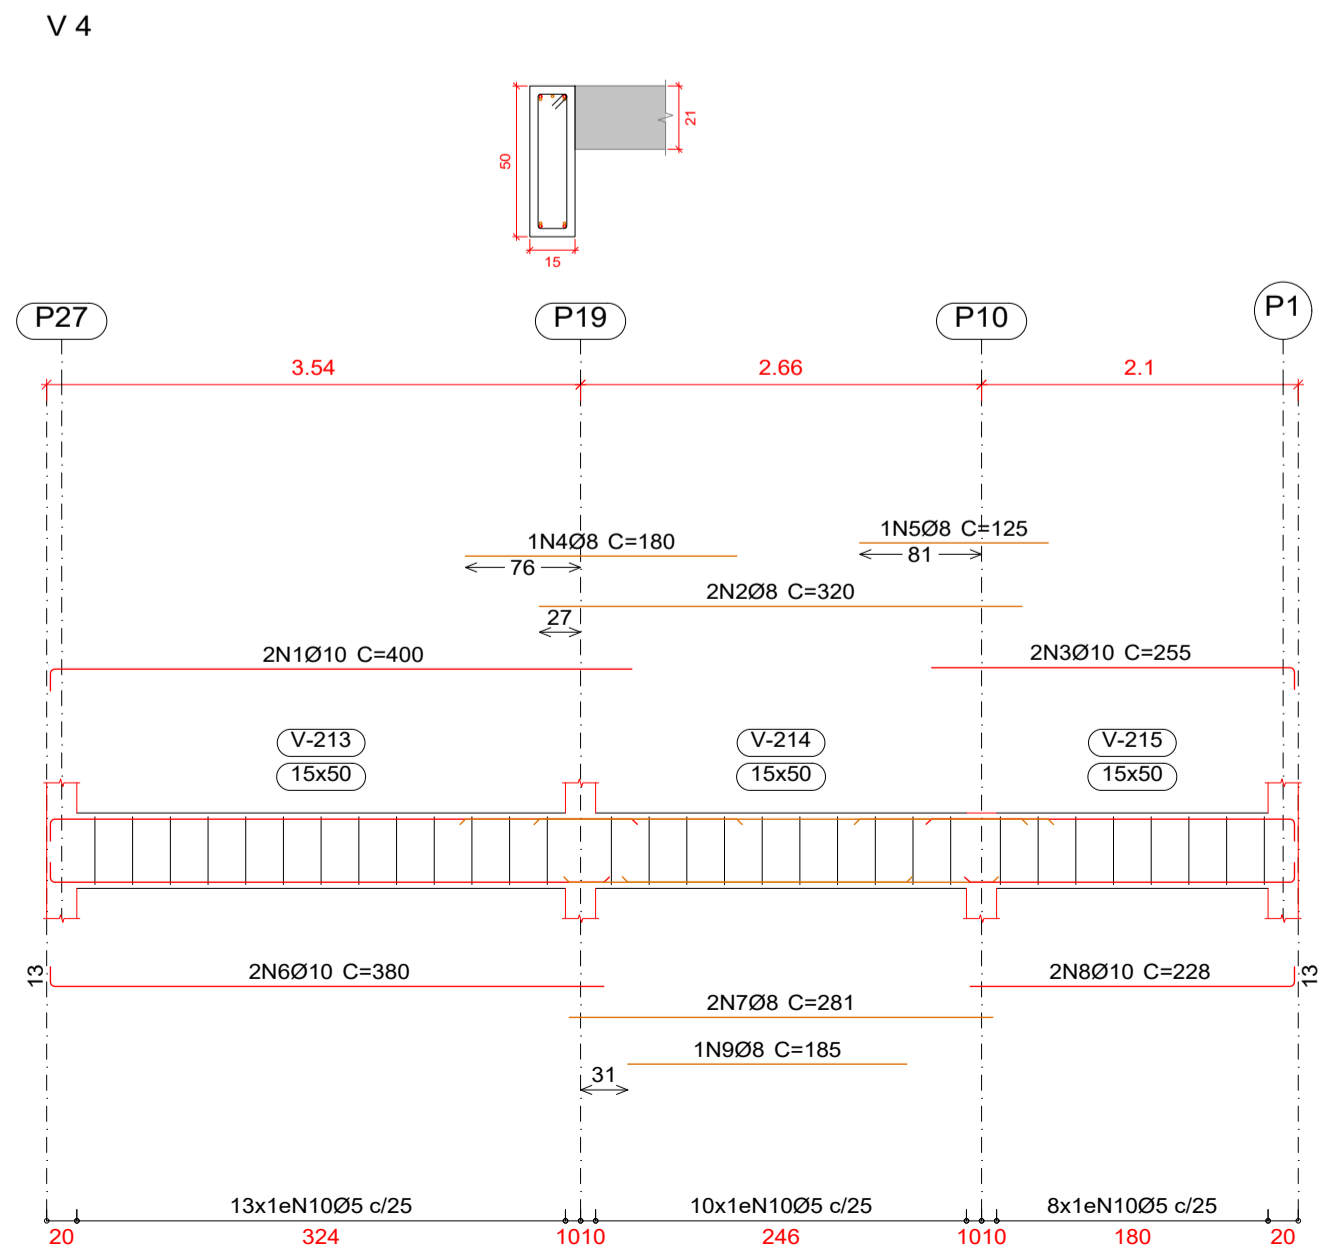 V 4
21
50
15
P27 P19 P10 P1
3.54 2.66 2.1
1N5Ø8 C=125
1N4Ø8 C=180
81
76
2N2Ø8 C=320
27
2N1Ø10 C=400 2N3Ø10 C=255
V-213 V-214 V-215
15x50 15x50 15x50
13 2N6Ø10 C=380 2N8Ø10 C=228 13
2N7Ø8 C=281
1N9Ø8 C=185
31
13x1eN10Ø5 c/25 10x1eN10Ø5 c/25 8x1eN10Ø5 c/25
20 324 1010 246 1010 180 20